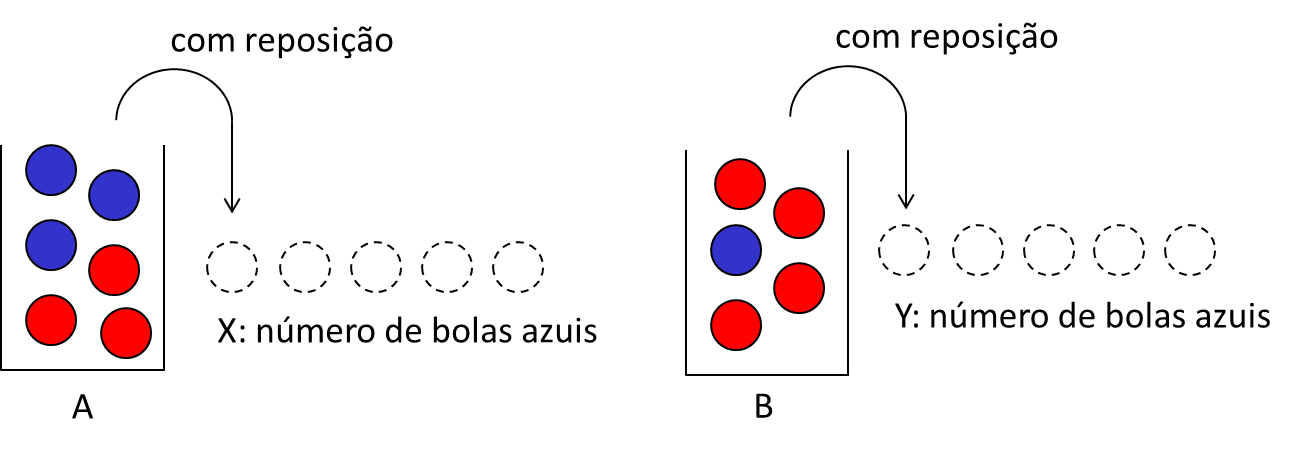 com reposição
X: número de bolas azuis
A
com reposição
Y: número de bolas azuis
B